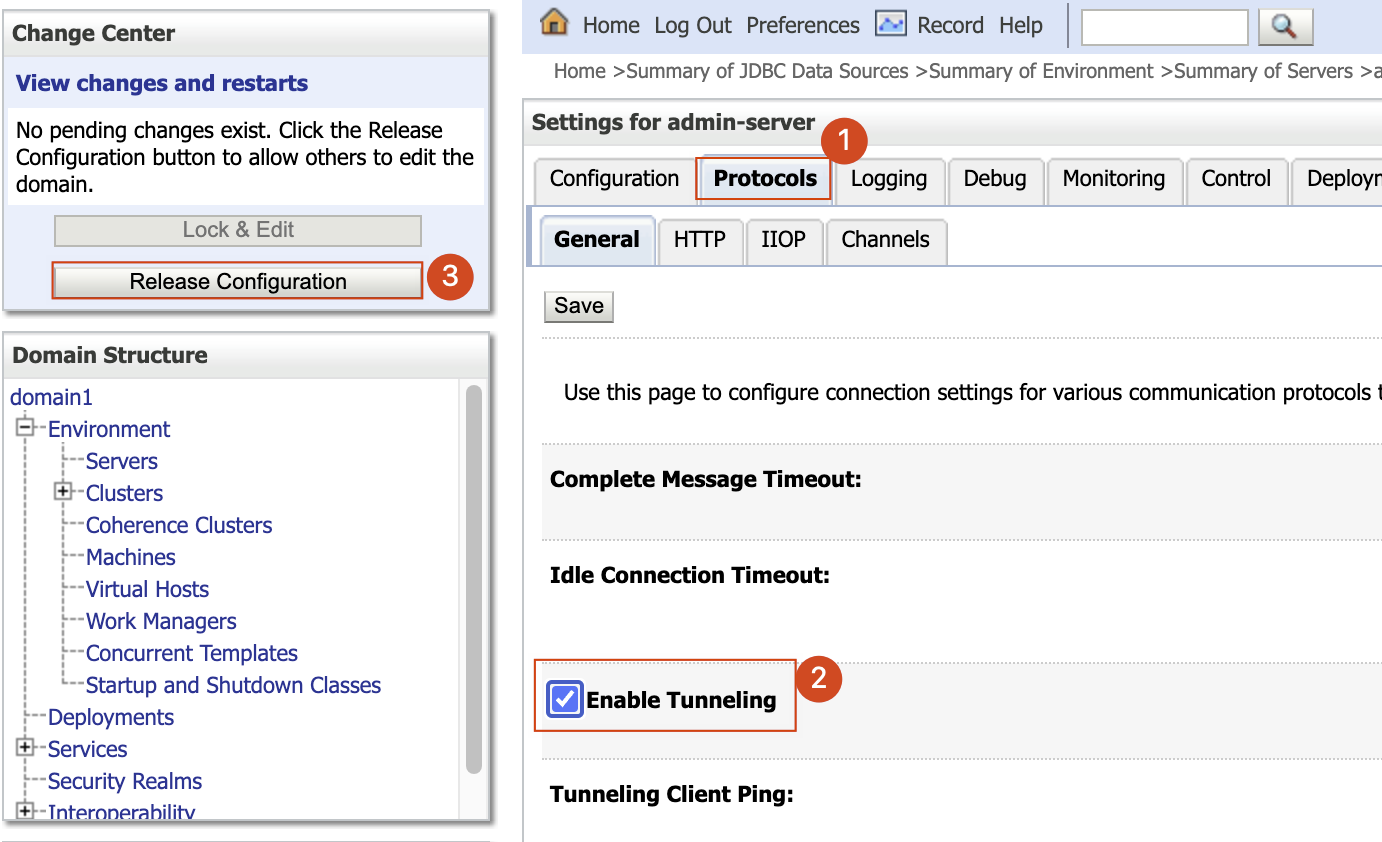 Change Center
View changes and restarts
No pending changes exist. Click the Release
Configuration button to allow others to edit the
domain.
Lock & Edit
Release Configuration
3
Domain Structure
domain1
Environment
Servers
Clusters
Coherence Clusters
Machines
Virtual Hosts
Work Managers
Concurrent Templates
Startup and Shutdown Classes
Deployments
Services
Security Realms
Interoperability
Home Log Out Preferences Record Help
Home >Summary of JDBC Data Sources >Summary of Environment >Summary of Servers >a
Settings for admin-server
1
Configuration Protocols Logging Debug Monitoring Control Deploym
General HTTP IIOP Channels
Save
Use this page to configure connection settings for various communication protocols t
Complete Message Timeout:
Idle Connection Timeout:
Enable Tunneling
2
Tunneling Client Ping: